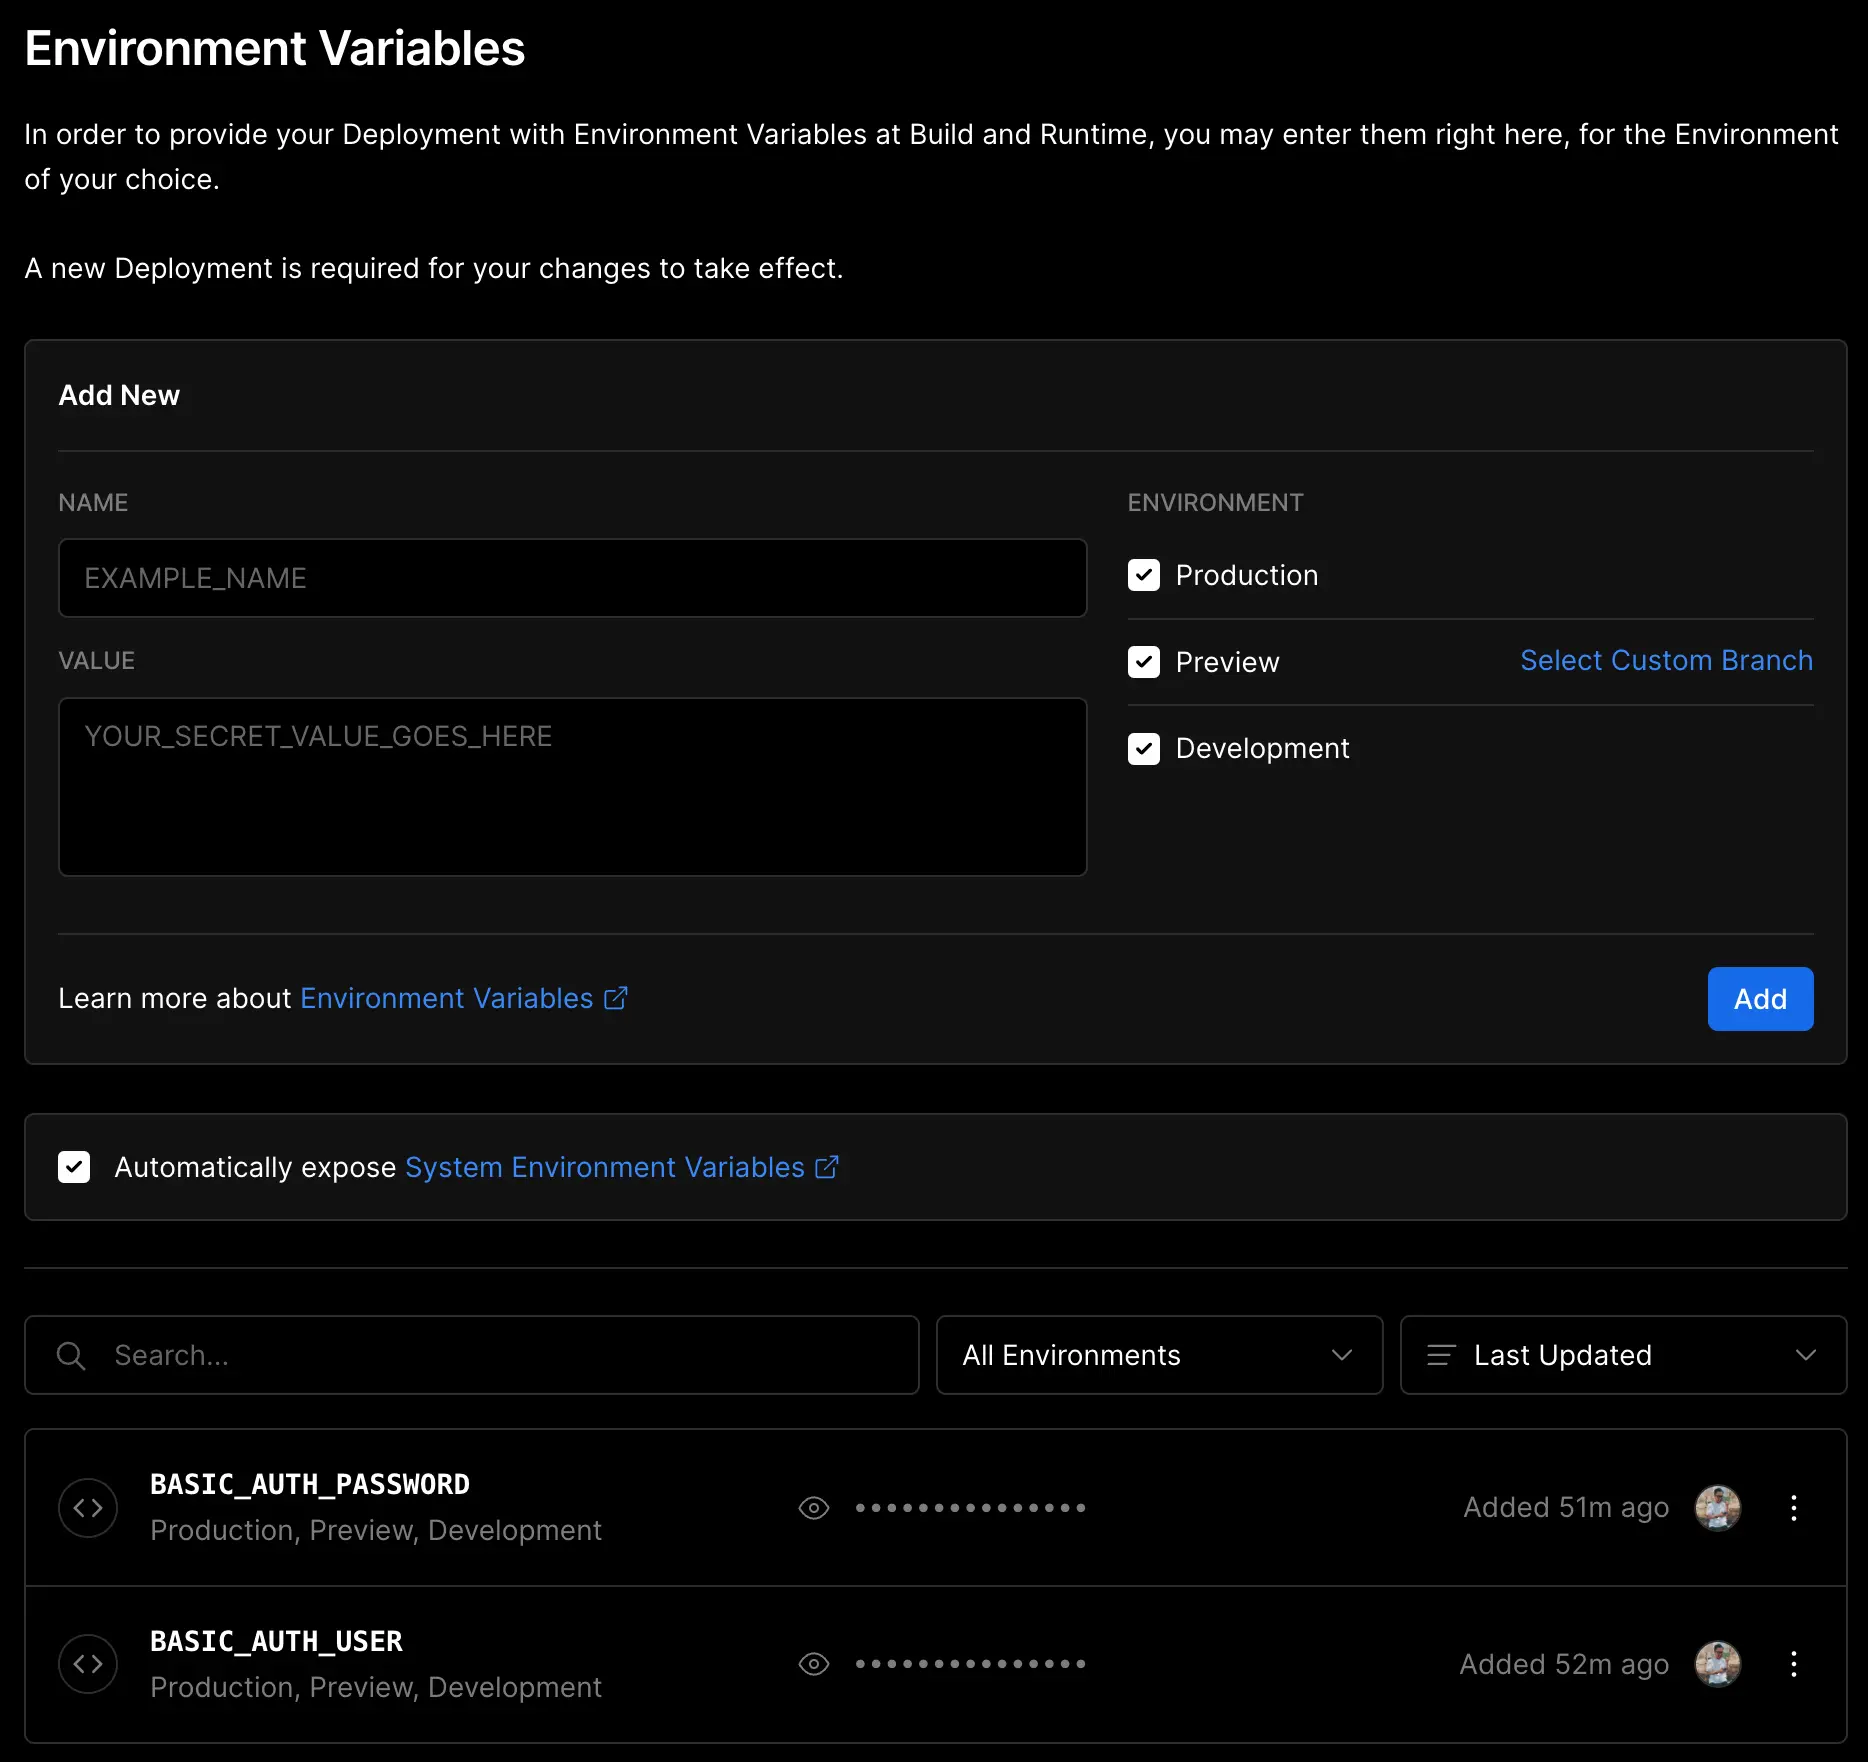 Environment Variables
In order to provide your Deployment with Environment Variables at Build and Runtime, you may enter them right here, for the Environment
of your choice.
A new Deployment is required for your changes to take effect.
Add New
NAME
EXAMPLE_NAME
VALUE
YOUR_SECRET_VALUE_GOES_HERE
ENVIRONMENT
Production
Preview
Select Custom Branch
Development
Learn more about Environment Variables
Add
Automatically expose System Environment Variables
Search...
All Environments
Last Updated
BASIC_AUTH_PASSWORD
Production, Preview, Development
Added 51m ago
BASIC_AUTH_USER
Production, Preview, Development
Added 52m ago